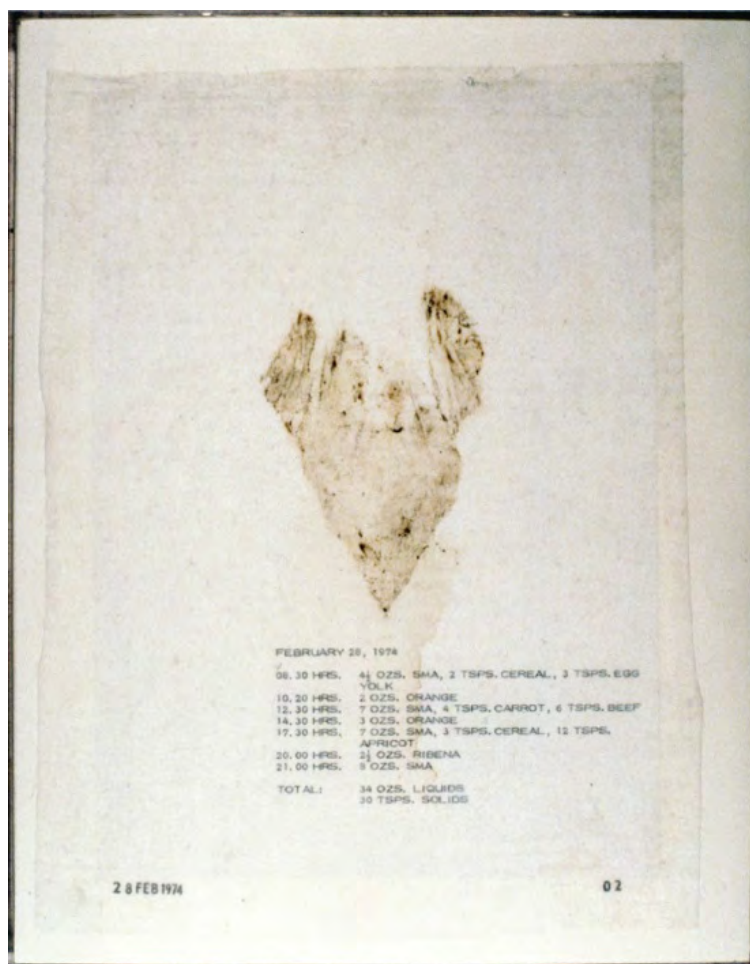 FEBRUARY 28, 1974
08.30 HRS. 4½ OZS. SMA, 2 TSPS. CEREAL, 3 TSPS. EGG
YOLK
10.20 HRS. 2 OZS. ORANGE
12.30 HRS. 7 OZS. SMA, 4 TSPS. CARROT, 6 TSPS. BEEF
14.30 HRS. 3 OZS. ORANGE
17.30 HRS. 7 OZS. SMA, 3 TSPS. CEREAL, 12 TSPS.
APRICOT
20.00 HRS. 2½ OZS. RIBENA
21.00 HRS. 8 OZS. SMA
TOTAL: 34 OZS. LIQUIDS
30 TSPS. SOLIDS
28 FEB 1974 02